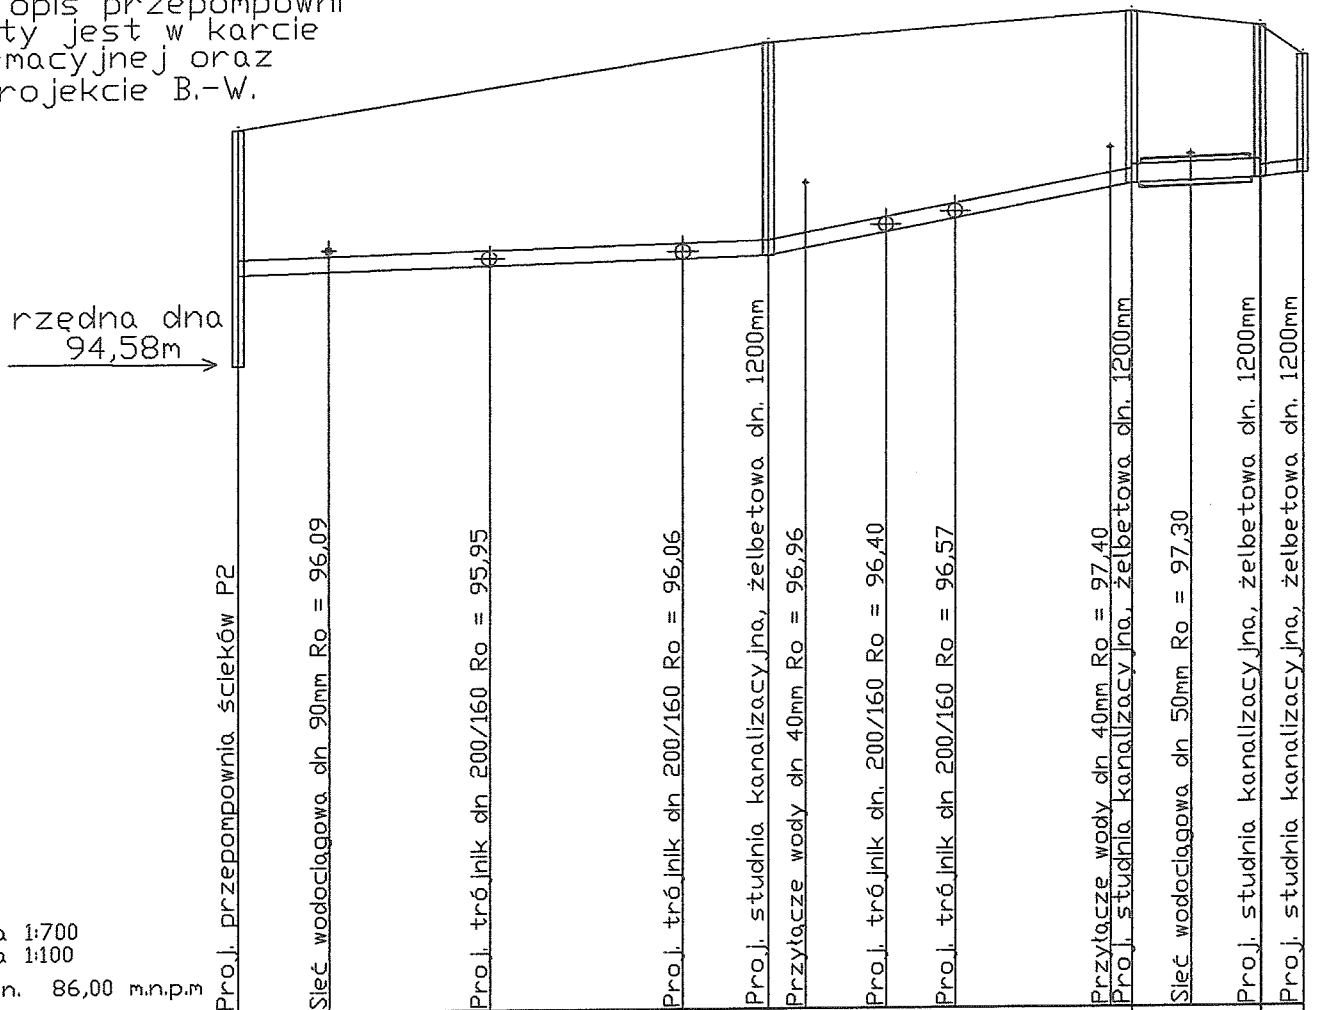 opis przepompowni
ty jest w karcie
macyjnej oraz
rojekcie B.-W.
rzędna dna
94,58m
Proj. przepompownia ścieków P2
Sieć wodociągowa dn 90mm Ro = 96,09
Proj. trójnik dn 200/160 Ro = 95,95
Proj. trójnik dn 200/160 Ro = 96,06
Proj. studnia kanalizacyjna, żelbetowa dn. 1200mm
Przyłącze wody dn 40mm Ro = 96,96
Proj. trójnik dn. 200/160 Ro = 96,40
Proj. trójnik dn 200/160 Ro = 96,57
Przyłącze wody dn 40mm Ro = 97,40
Proj. studnia kanalizacyjna, żelbetowa dn. 1200mm
Sieć wodociągowa dn 50mm Ro = 97,30
Proj. studnia kanalizacyjna, żelbetowa dn. 1200mm
Proj. studnia kanalizacyjna, żelbetowa dn. 1200mm
a 1:700
a 1:100
n. 86,00 m.n.p.m